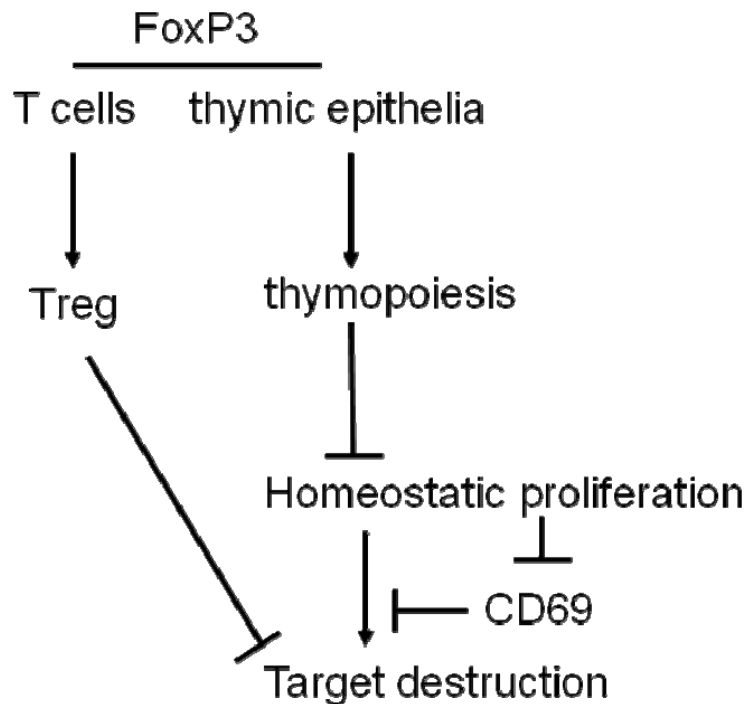 FoxP3
T cells thymic epithelia
Treg thymopoiesis
Homeostatic proliferation
CD69
Target destruction